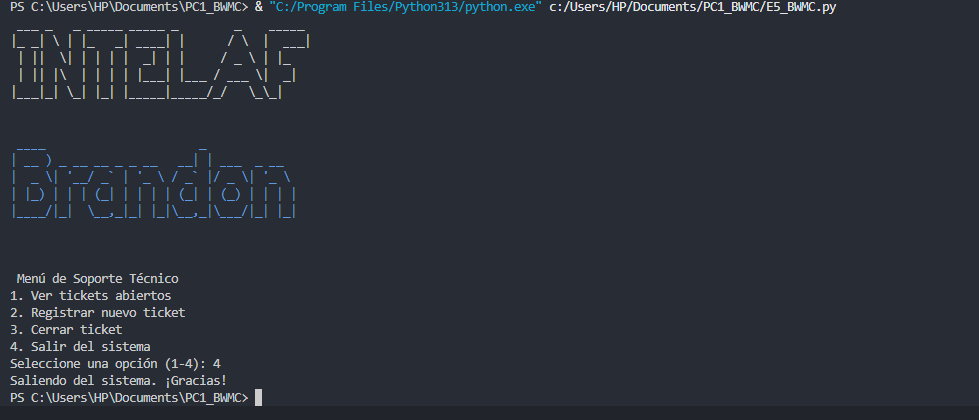 PS C:\Users\HP\Documents\PC1_BWMC> & "C:/Program Files/Python313/python.exe" c:/Users/HP/Documents/PC1_BWMC/E5_BWMC.py
INTELAF
Brandon
Menú de Soporte Técnico
1. Ver tickets abiertos
2. Registrar nuevo ticket
3. Cerrar ticket
4. Salir del sistema
Seleccione una opción (1-4): 4
Saliendo del sistema. ¡Gracias!
PS C:\Users\HP\Documents\PC1_BWMC>